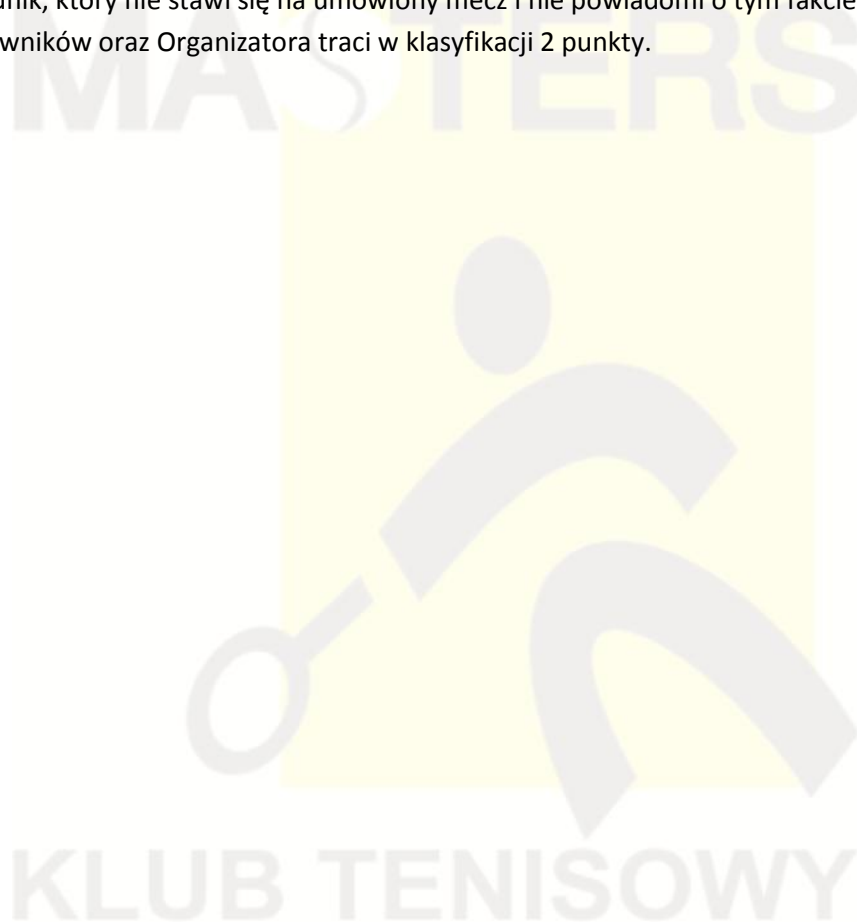 dnik, który nie stawi się na umówiony mecz i nie powiadomi o tym fakcie
wników oraz Organizatora traci w klasyfikacji 2 punkty.
MASTERS
KLUB TENISOWY